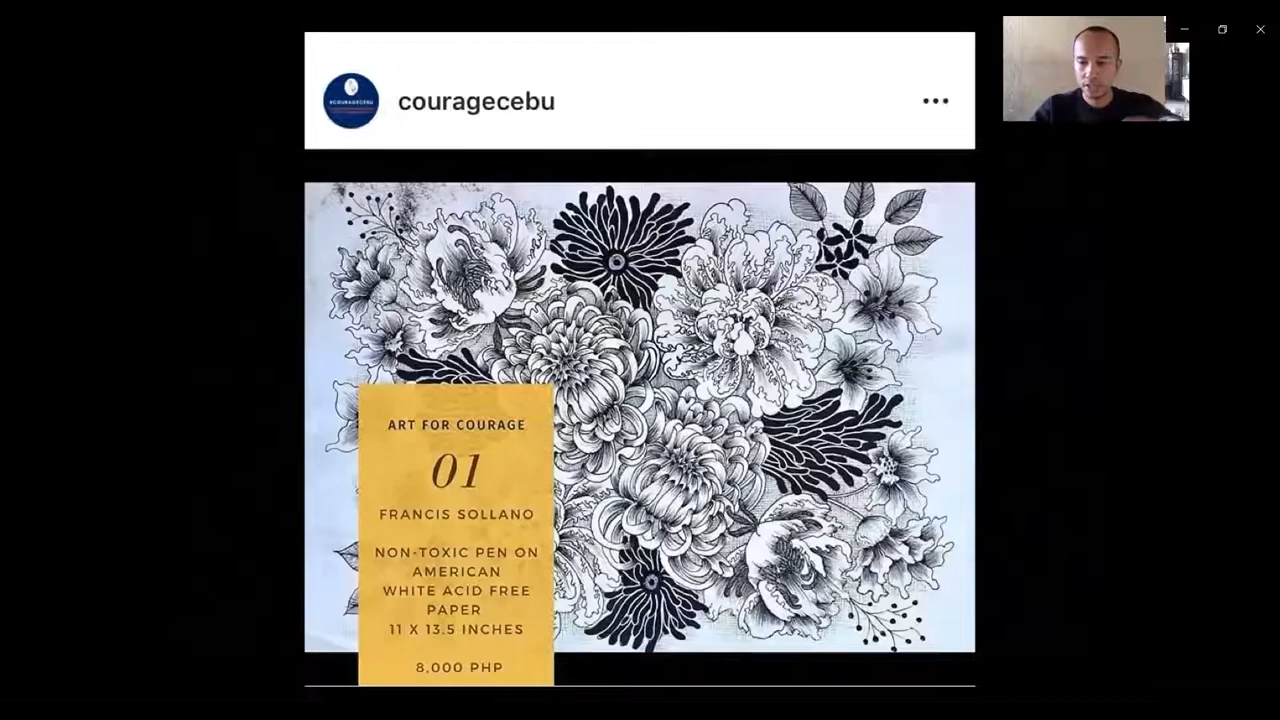 #COURAGECEBU
couragecebu
ART FOR COURAGE
01
FRANCIS SOLLANO
NON-TOXIC PEN ON
AMERICAN
WHITE ACID FREE
PAPER
11 X 13.5 INCHES
8,000 PHP